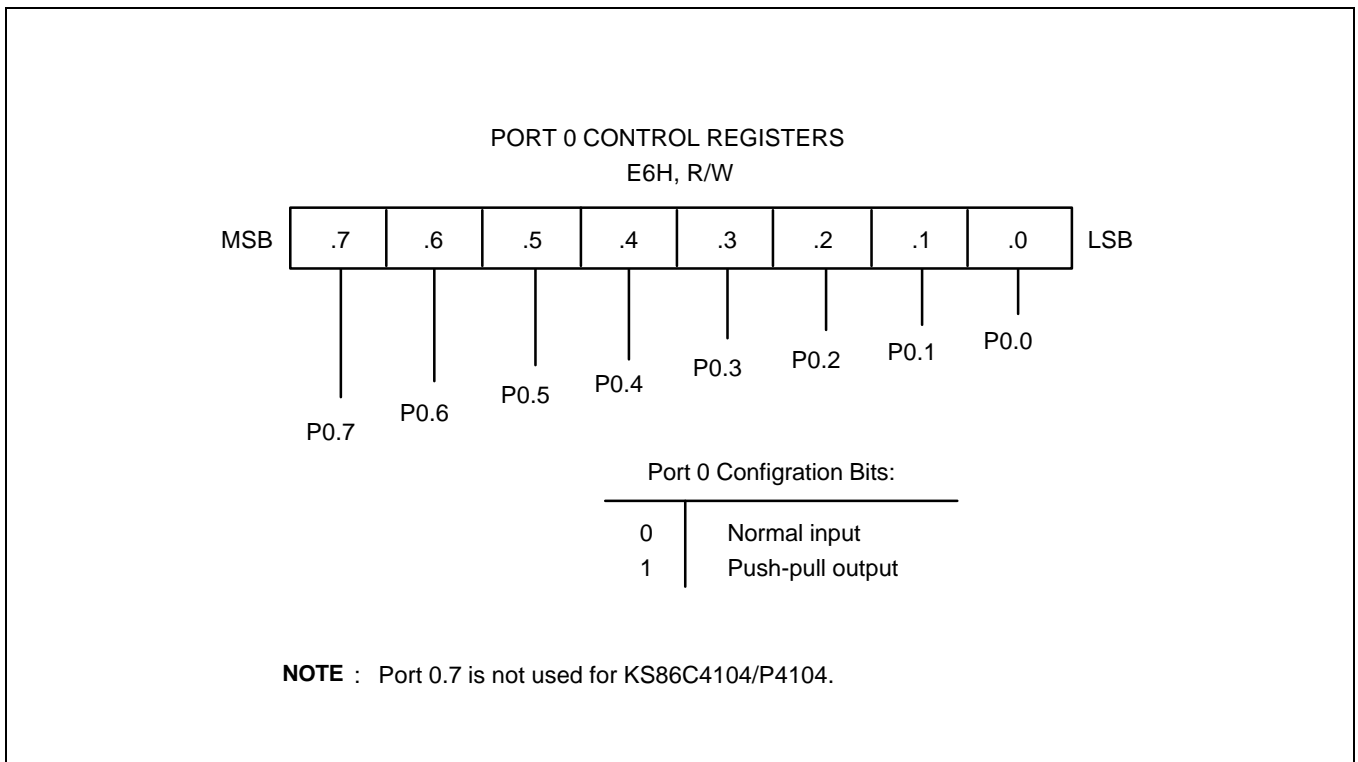 PORT 0 CONTROL REGISTERS
E6H, R/W
MSB .7 .6 .5 .4 .3 .2 .1 .0 LSB
P0.7 P0.6 P0.5 P0.4 P0.3 P0.2 P0.1 P0.0
Port 0 Configration Bits:
0 Normal input
1 Push-pull output
NOTE : Port 0.7 is not used for KS86C4104/P4104.